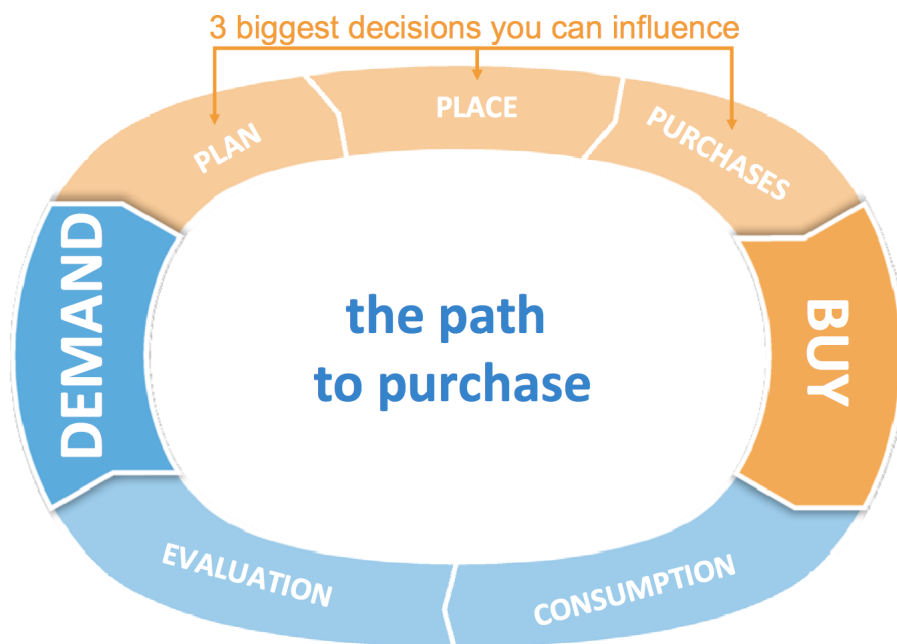 3 biggest decisions you can influence
PLAN
PLACE
PURCHASES
DEMAND
BUY
the path
to purchase
EVALUATION
CONSUMPTION